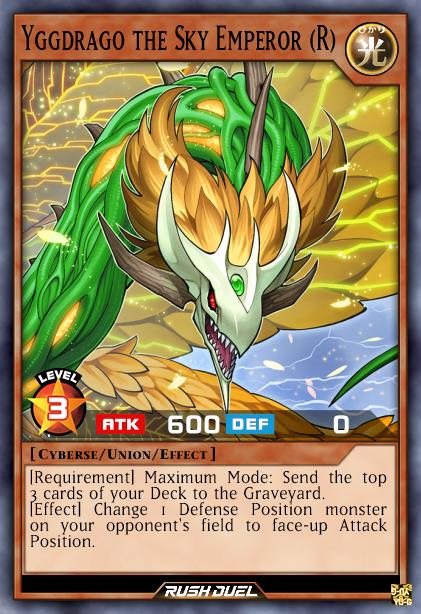 Yggdrago the Sky Emperor (R)
ひかり
光
LEVEL
3
ATK 600 DEF 0
[Cyberse/Union/Effect]
[Requirement] Maximum Mode: Send the top
3 cards of your Deck to the Graveyard.
[Effect] Change 1 Defense Position monster
on your opponent's field to face-up Attack
Position.
RUSH DUEL